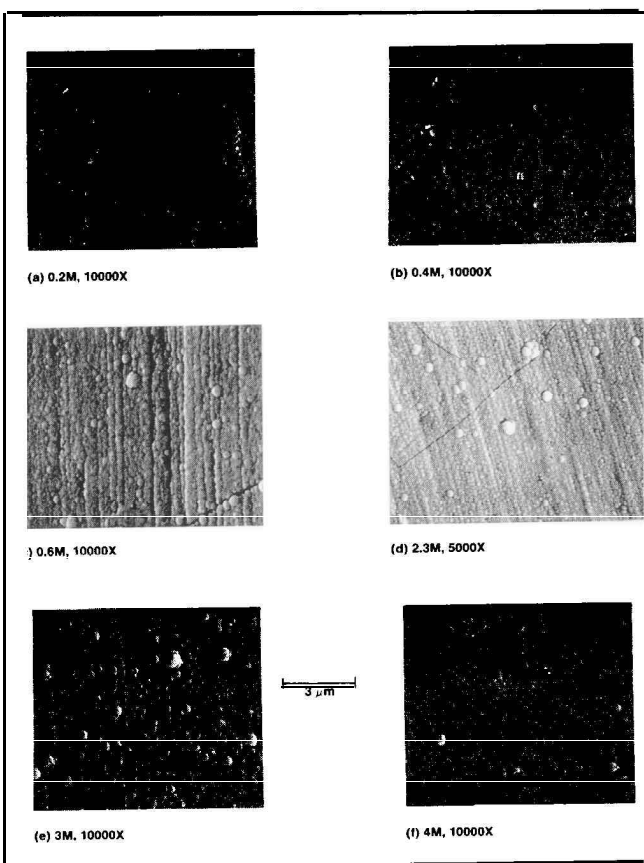 (a) 0.2M, 10000X
(b) 0.4M, 10000X
) 0.6M, 10000X
(d) 2.3M, 5000X
3 μm
(e) 3M, 10000X
(f) 4M, 10000X